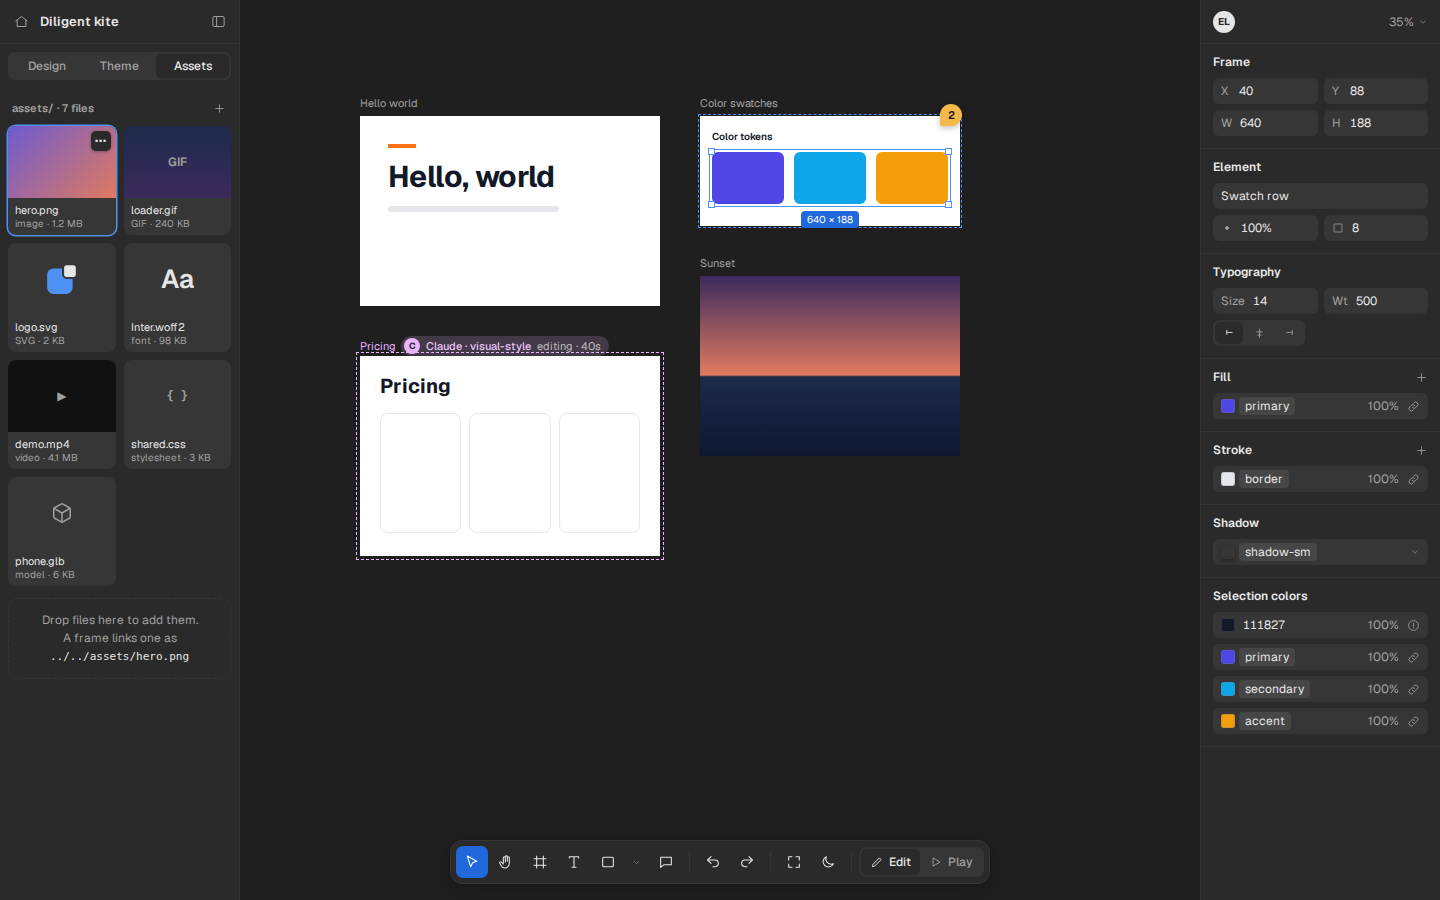 Diligent kite
Design
Theme
Assets
assets/ · 7 files
hero.png
image · 1.2 MB
GIF
loader.gif
GIF · 240 KB
logo.svg
SVG · 2 KB
Aa
Inter.woff2
font · 98 KB
demo.mp4
video · 4.1 MB
{ }
shared.css
stylesheet · 3 KB
phone.glb
model · 6 KB
Drop files here to add them.
A frame links one as
../../assets/hero.png
Hello world
Hello, world
Pricing
C
Claude · visual-style editing · 40s
Pricing
Color swatches
2
Color tokens
640 × 188
Sunset
Edit
Play
EL
35%
Frame
X 40
Y 88
W 640
H 188
Element
Swatch row
100%
8
Typography
Size 14
Wt 500
Fill
primary 100%
Stroke
border 100%
Shadow
shadow-sm
Selection colors
111827 100%
primary 100%
secondary 100%
accent 100%